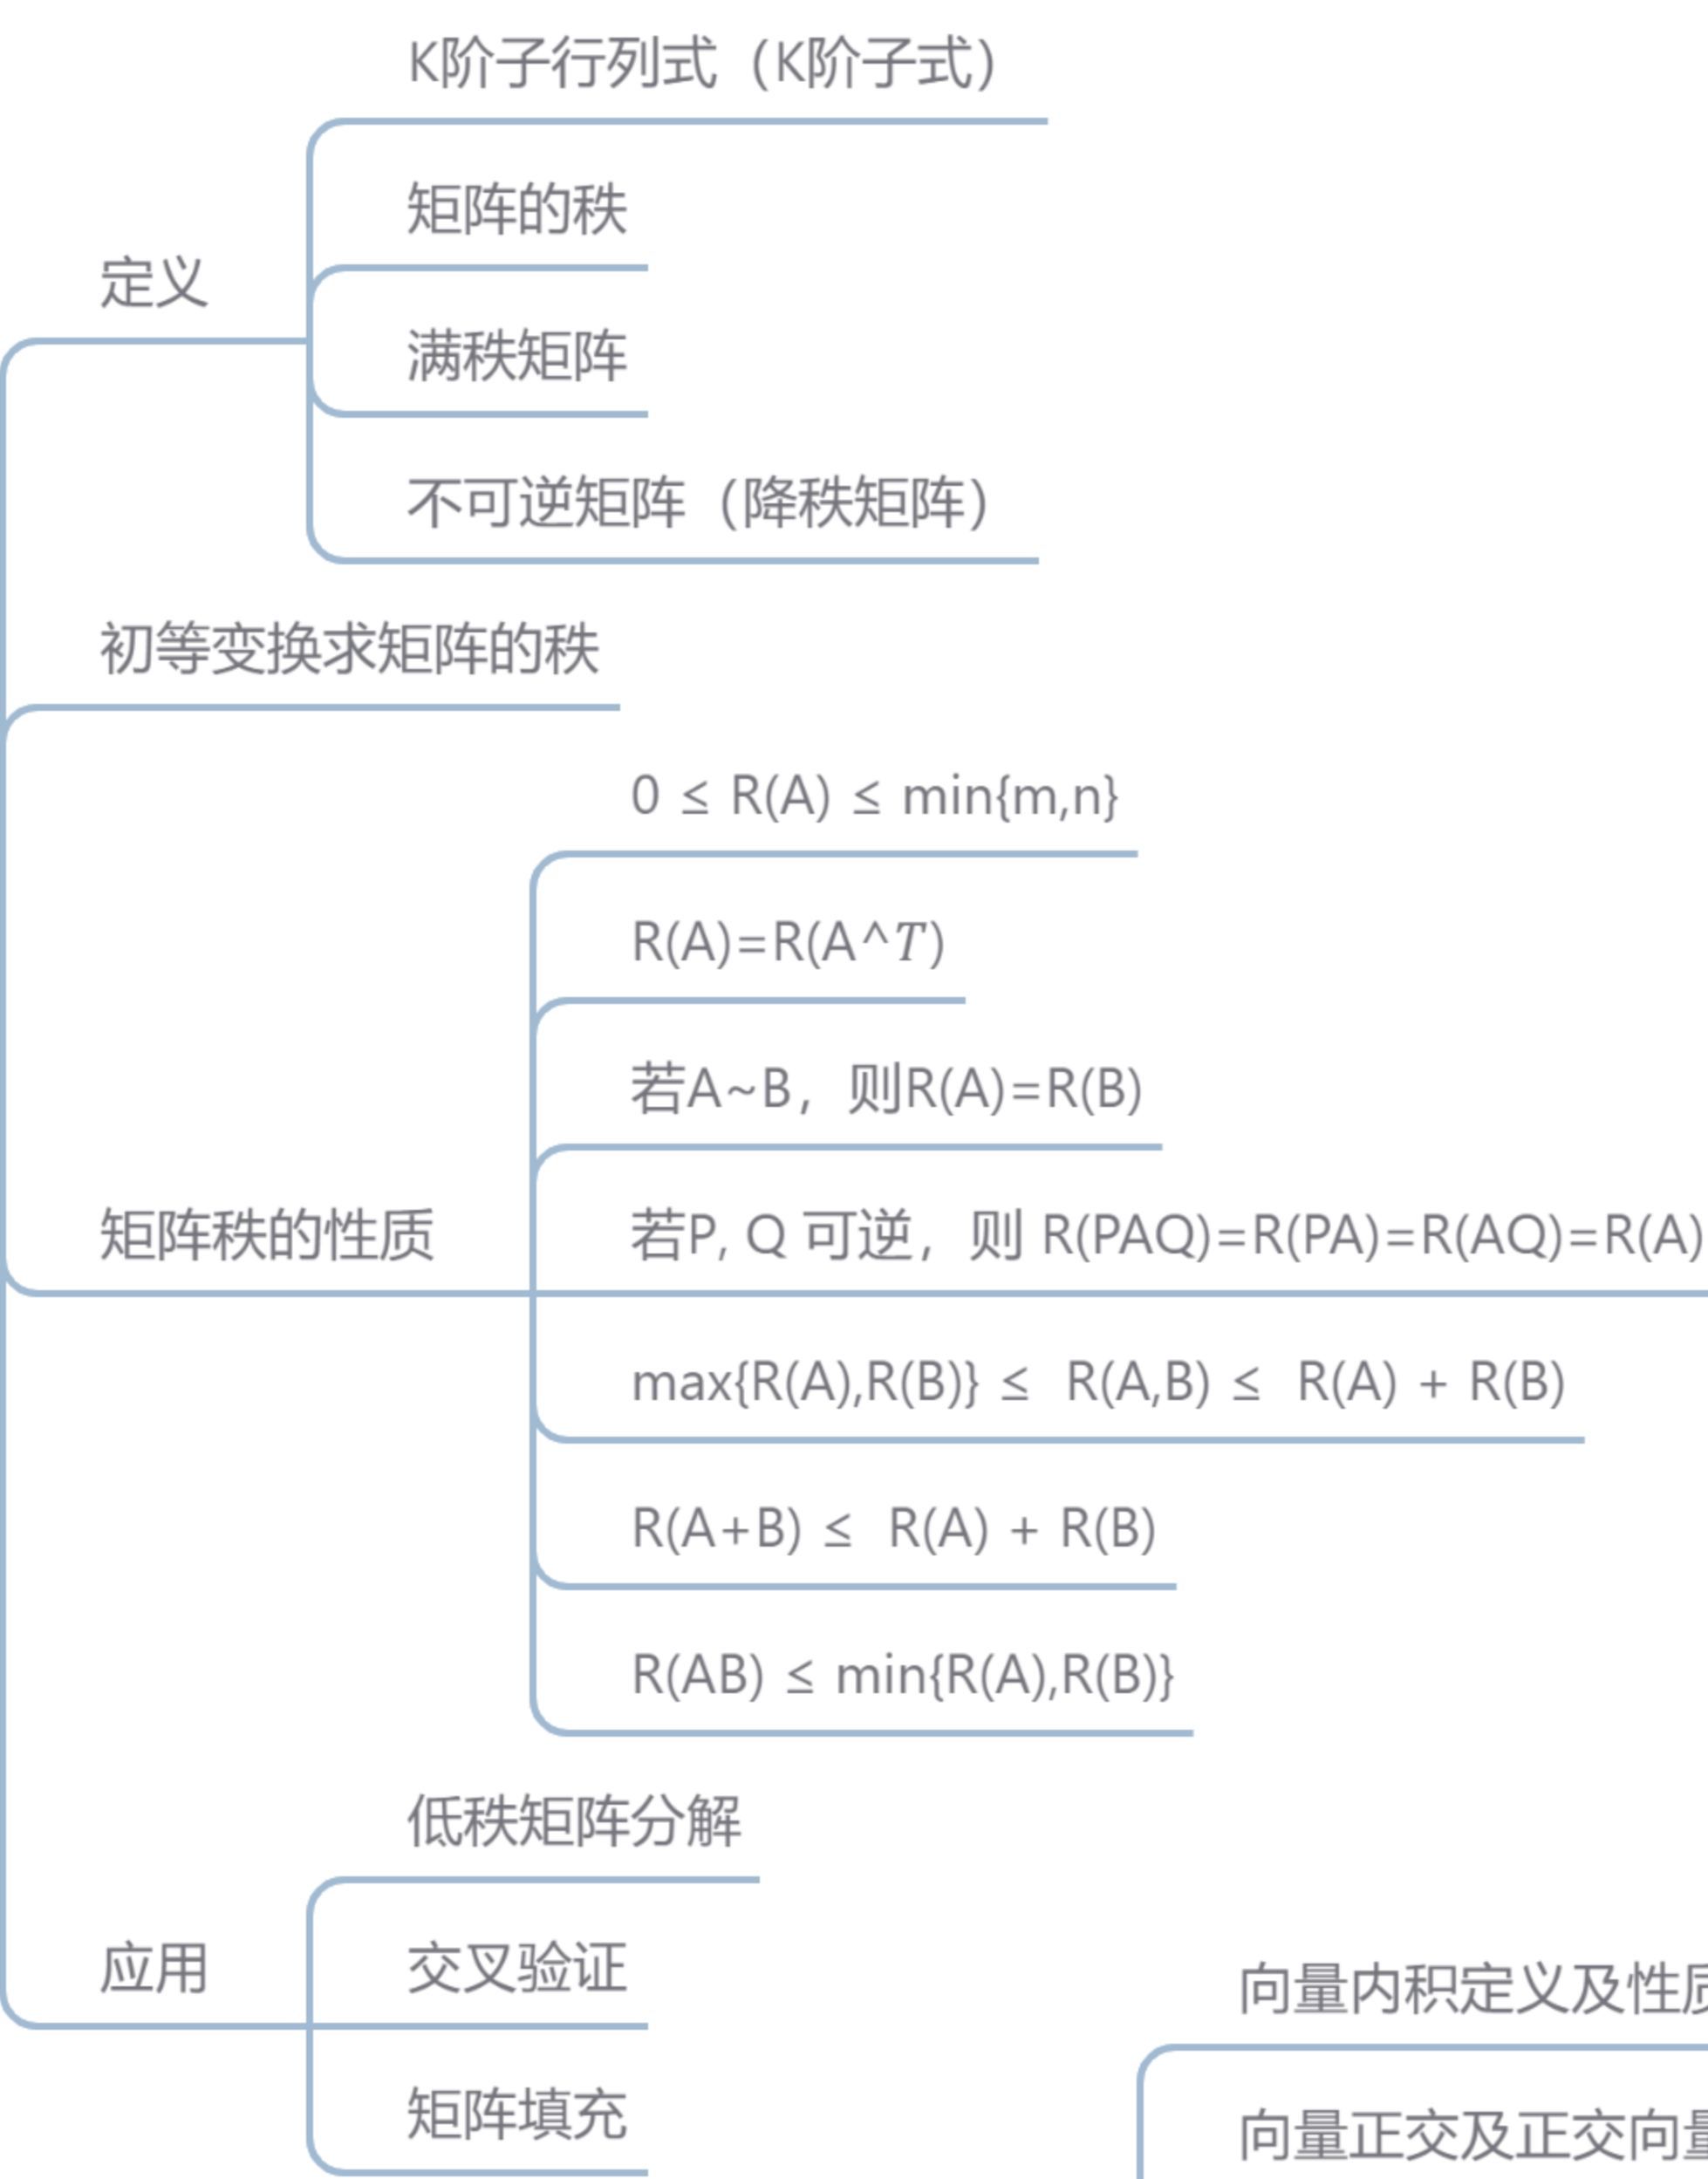 K阶子行列式（K阶子式）
矩阵的秩
定义
满秩矩阵
不可逆矩阵（降秩矩阵）
初等变换求矩阵的秩
0 ≤ R(A) ≤ min{m,n}
R(A)=R(A^T)
若A~B，则R(A)=R(B)
矩阵秩的性质
若P, Q 可逆，则 R(PAQ)=R(PA)=R(AQ)=R(A)
max{R(A),R(B)} ≤ R(A,B) ≤ R(A) + R(B)
R(A+B) ≤ R(A) + R(B)
R(AB) ≤ min{R(A),R(B)}
低秩矩阵分解
应用
交叉验证
矩阵填充
向量内积定义及性
向量正交及正交向